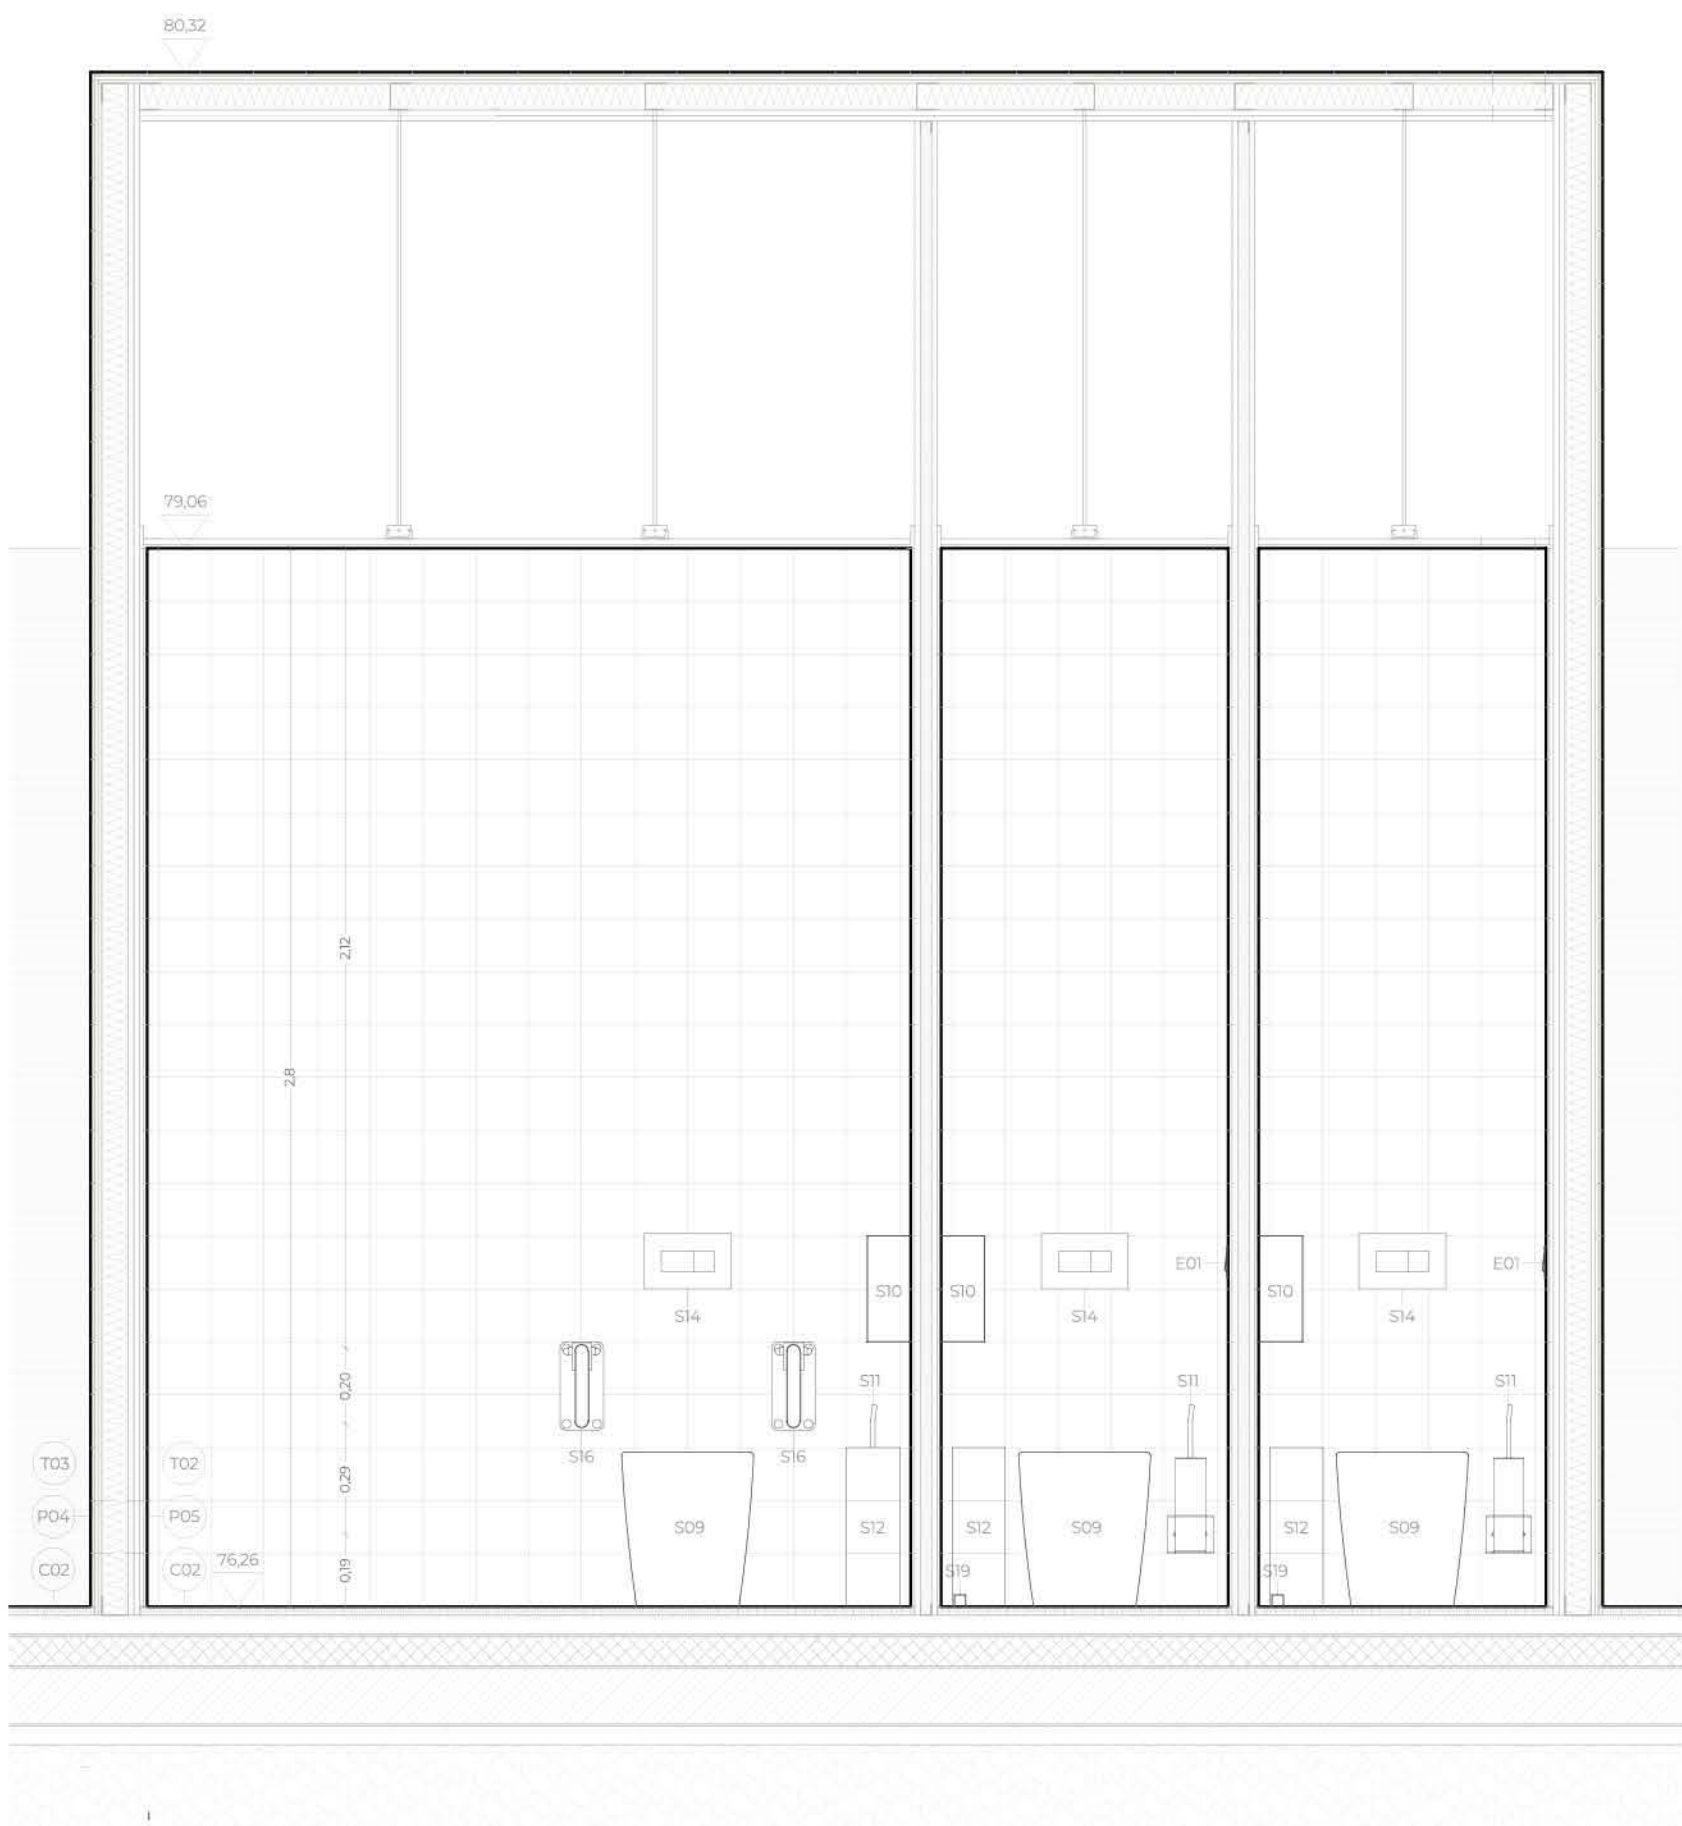 80,32
79,06
2,12
2,8
E01
E01
S10
S10
S10
S14
S14
S14
0,20
S11
S11
S11
S16
S16
T03
T02
0,29
P04
P05
S09
S12
S12
S09
S12
S09
76,26
C02
C02
0,19
S19
S19